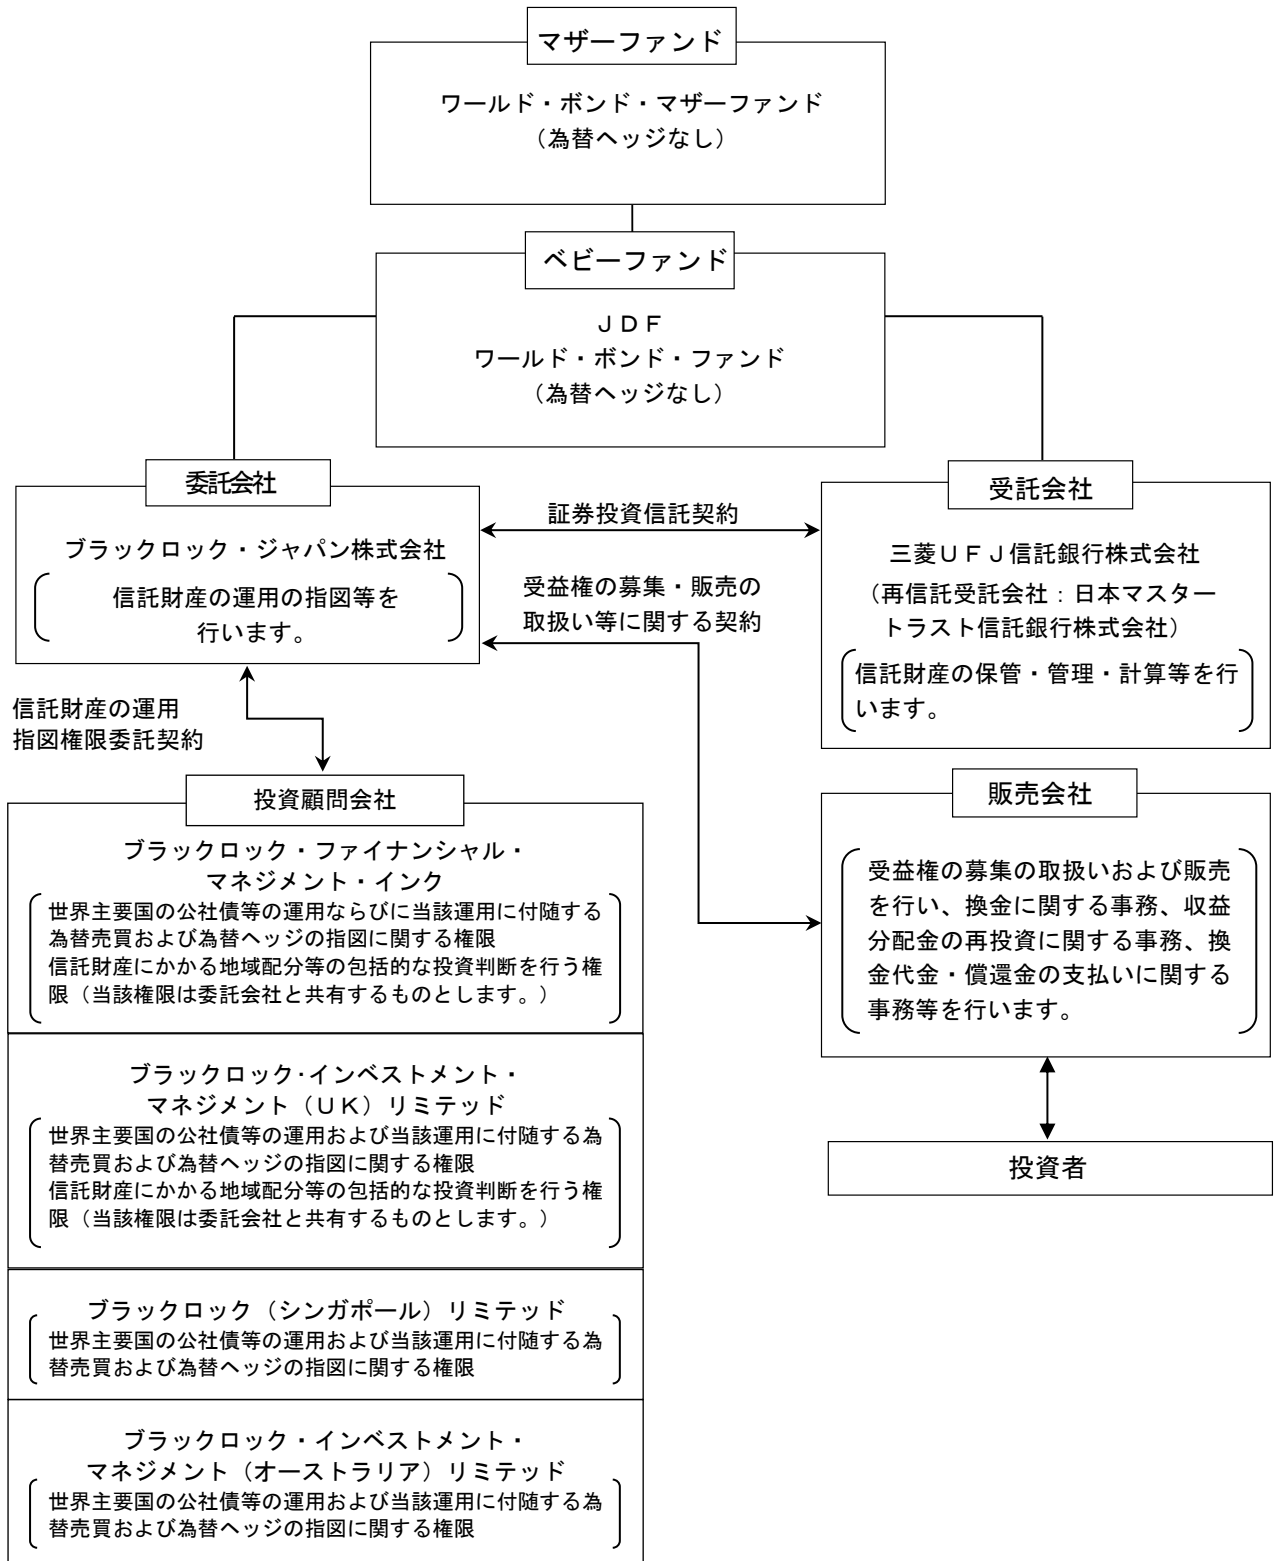 マザーファンド
ワールド・ボンド・マザーファンド
（為替ヘッジなし）
ベビーファンド
ＪＤＦ
ワールド・ボンド・ファンド
（為替ヘッジなし）
委託会社
ブラックロック・ジャパン株式会社
信託財産の運用の指図等を
行います。
証券投資信託契約
受益権の募集・販売の
取扱い等に関する契約
受託会社
三菱ＵＦＪ信託銀行株式会社
（再信託受託会社：日本マスター
トラスト信託銀行株式会社）
信託財産の保管・管理・計算等を行
います。
信託財産の運用
指図権限委託契約
投資顧問会社
ブラックロック・ファイナンシャル・
マネジメント・インク
世界主要国の公社債等の運用ならびに当該運用に付随する
為替売買および為替ヘッジの指図に関する権限
信託財産にかかる地域配分等の包括的な投資判断を行う権
限（当該権限は委託会社と共有するものとします。）
ブラックロック・インベストメント・
マネジメント（ＵＫ）リミテッド
世界主要国の公社債等の運用および当該運用に付随する為
替売買および為替ヘッジの指図に関する権限
信託財産にかかる地域配分等の包括的な投資判断を行う権
限（当該権限は委託会社と共有するものとします。）
ブラックロック（シンガポール）リミテッド
世界主要国の公社債等の運用および当該運用に付随する為
替売買および為替ヘッジの指図に関する権限
ブラックロック・インベストメント・
マネジメント（オーストラリア）リミテッド
世界主要国の公社債等の運用および当該運用に付随する為
替売買および為替ヘッジの指図に関する権限
販売会社
受益権の募集の取扱いおよび販売
を行い、換金に関する事務、収益
分配金の再投資に関する事務、換
金代金・償還金の支払いに関する
事務等を行います。
投資者